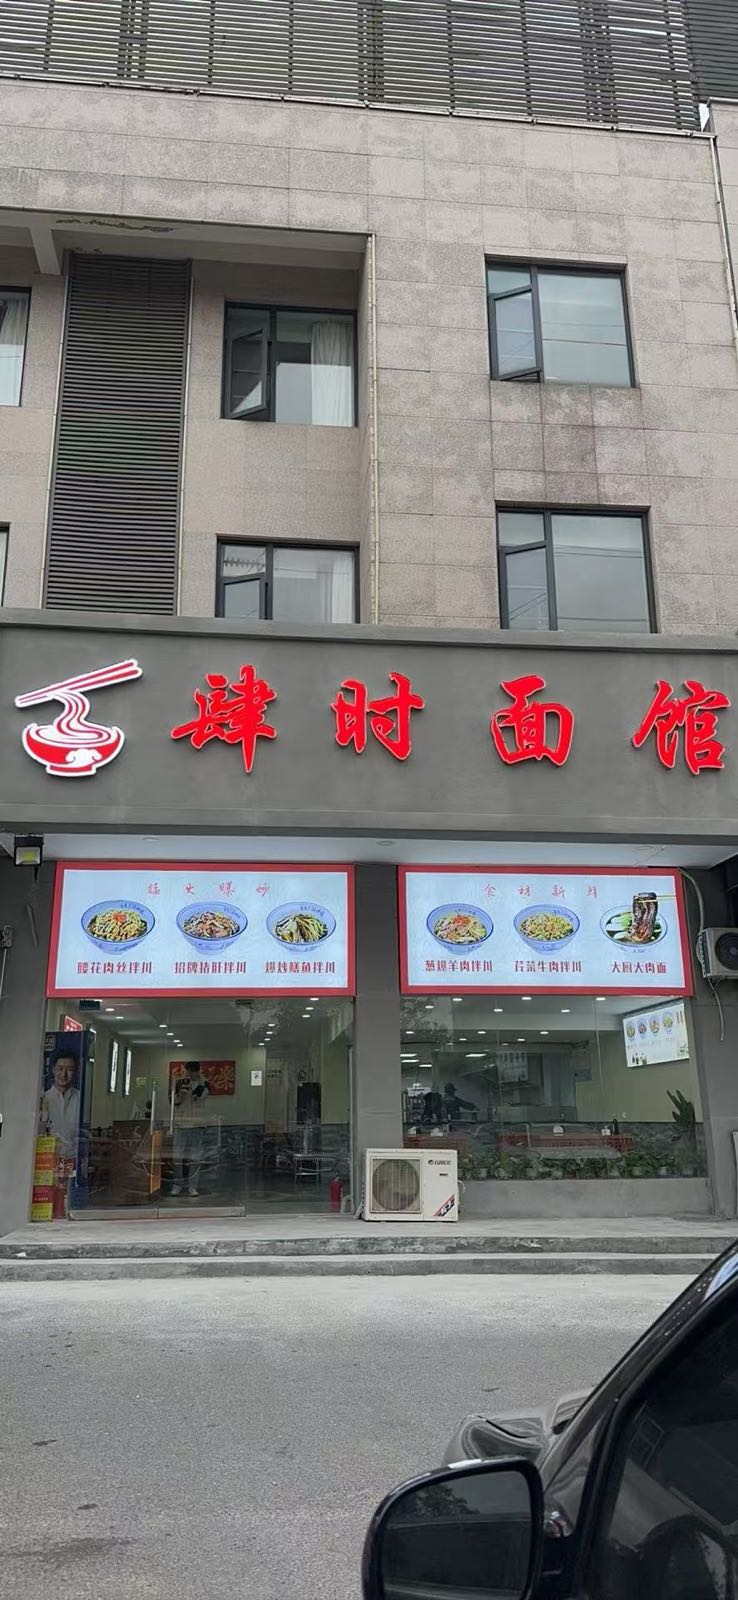 肆时面馆
猛火爆炒
腰花肉丝拌川
招牌猪肝拌川
爆炒鳝鱼拌川
食材新鲜
葱爆羊肉拌川
芹菜牛肉拌川
大厨大肉面
GREE